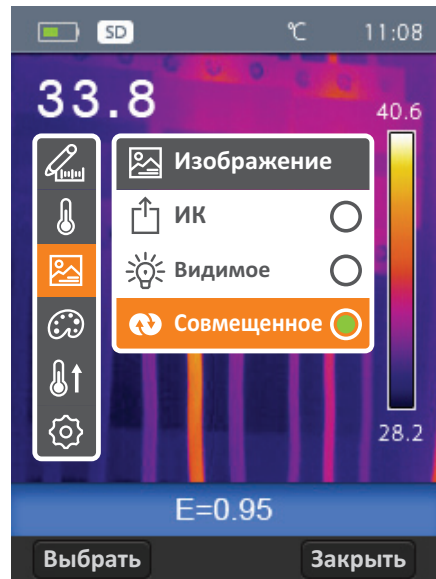 SD °C 11:08
33.8
40.6
Изображение
ИК
Видимое
Совмещенное
28.2
E=0.95
Выбрать Закрыть